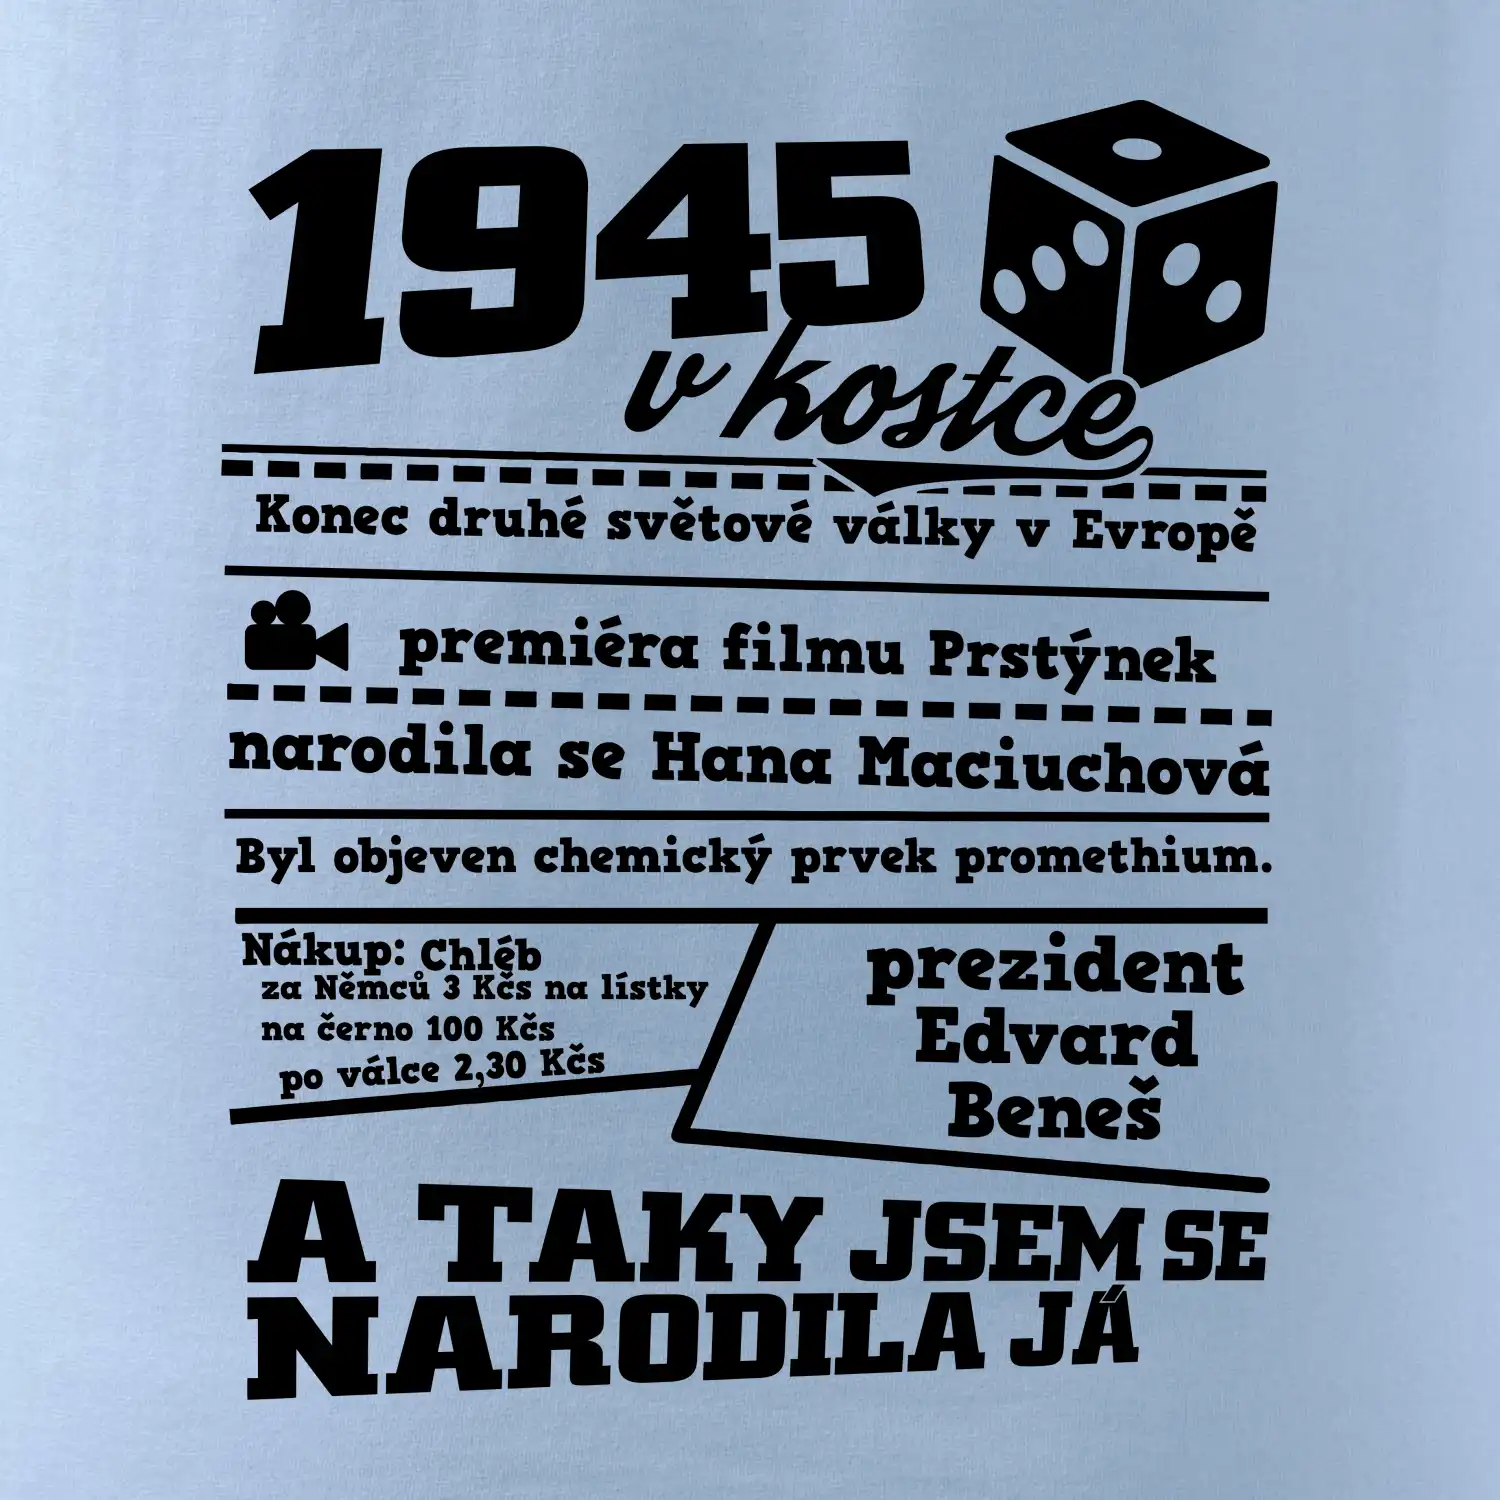 1945
v kostce
Konec druhé světové války v Evropě
premiéra filmu Prstýnek
narodila se Hana Maciuchová
Byl objeven chemický prvek promethium.
Nákup: Chléb
za Němců 3 Kčs na lístky
na černo 100 Kčs
po válce 2,30 Kčs
prezident
Edvard
Beneš
A TAKY JSEM SE
NARODILA JÁ